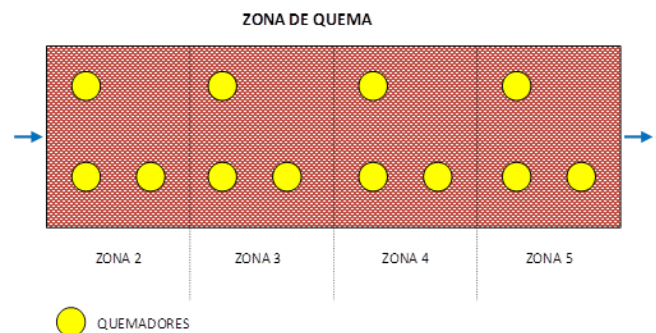 ZONA DE QUEMA
ZONA 2
ZONA 3
ZONA 4
ZONA 5
QUEMADORES